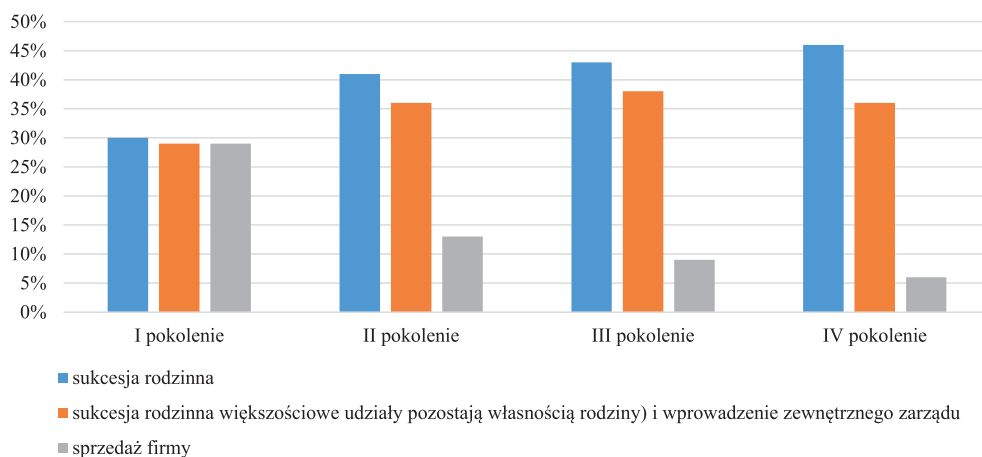 50%
45%
40%
35%
30%
25%
20%
15%
10%
5%
0%
I pokolenie II pokolenie III pokolenie IV pokolenie
sukcesja rodzinna
sukcesja rodzinna większościowe udziały pozostają własnością rodziny) i wprowadzenie zewnętrznego zarządu
sprzedaż firmy